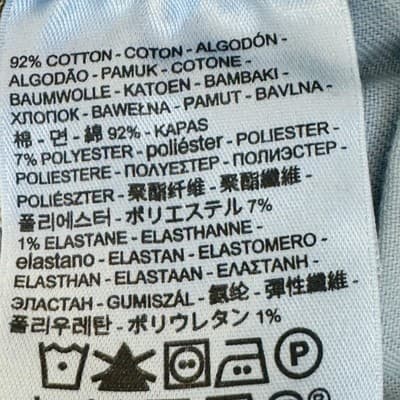 92% COTTON - COTON - ALGODÓN -
ALGODÃO - PAMUK - COTONE -
BAUMWOLLE - KATOEN - BAMBAKI -
ХЛОПОК - BAWEŁNA - PAMUT - BAVLNA -
棉 - 면 - 綿 92% - KAPAS
7% POLYESTER - poliéster - POLIESTER -
POLIESTERE - ПОЛУЕСТЕР - ПОЛИЭСТЕР -
POLIÉSZTER - 聚酯纤维 - 聚酯纖維 -
폴리에스터 - ポリエステル 7%
1% ELASTANE - ELASTHANNE -
elastano - ELASTAN - ELASTOMERO -
ELASTHAN - ELASTAAN - ΕΛΑΣΤΑΝΗ -
ЭЛАСТАН - GUMISZÁL - 氨纶 - 彈性纖維 -
폴리우레탄 - ポリウレタン 1%
P